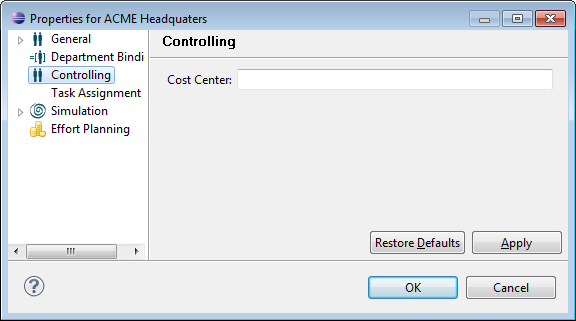 Properties for ACME Headquaters
General
Department Bindi
Controlling
Task Assignment
Simulation
Effort Planning
Controlling
Cost Center:
Restore Defaults
Apply
OK
Cancel